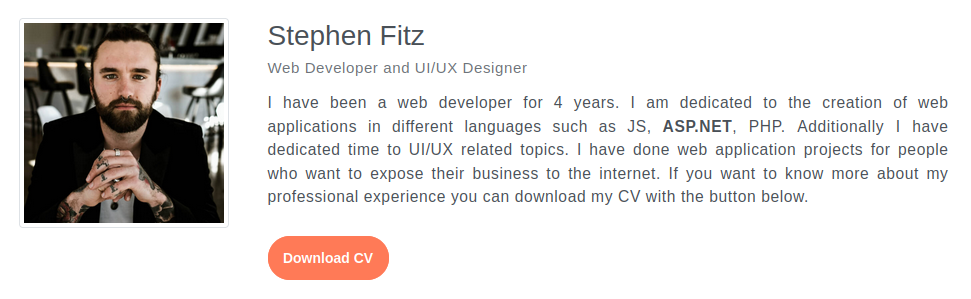 Stephen Fitz
Web Developer and UI/UX Designer
I have been a web developer for 4 years. I am dedicated to the creation of web
applications in different languages such as JS, ASP.NET, PHP. Additionally I have
dedicated time to UI/UX related topics. I have done web application projects for people
who want to expose their business to the internet. If you want to know more about my
professional experience you can download my CV with the button below.
Download CV